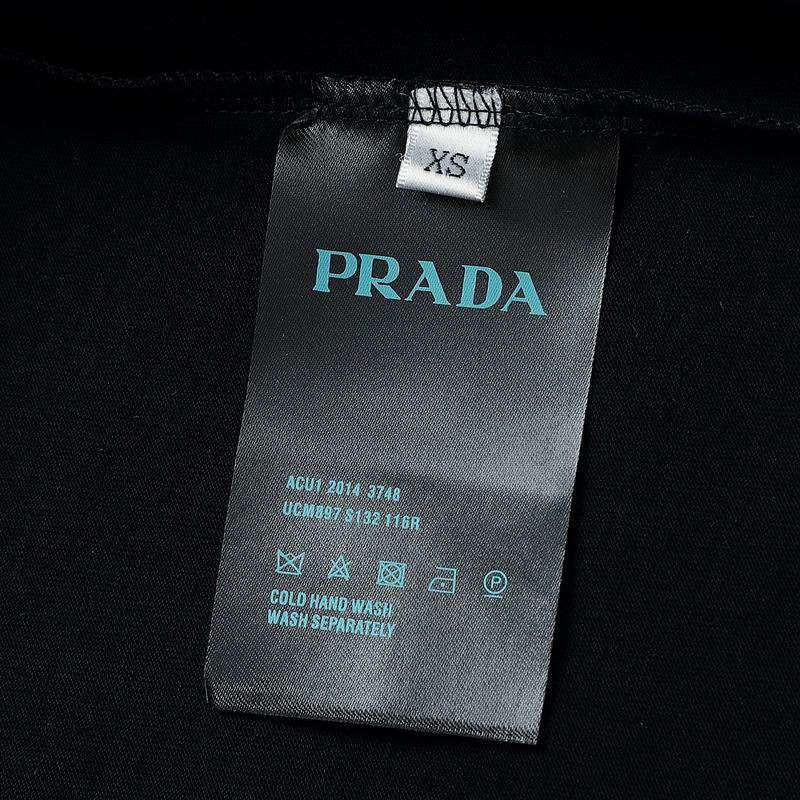 XS
PRADA
ACU1 2014 3748
UCM897 S132 116R
P
COLD HAND WASH
WASH SEPARATELY